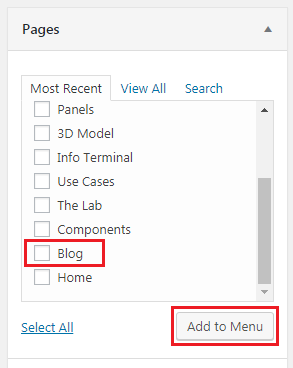 Pages
Most Recent View All Search
Panels
3D Model
Info Terminal
Use Cases
The Lab
Components
Blog
Home
Select All Add to Menu